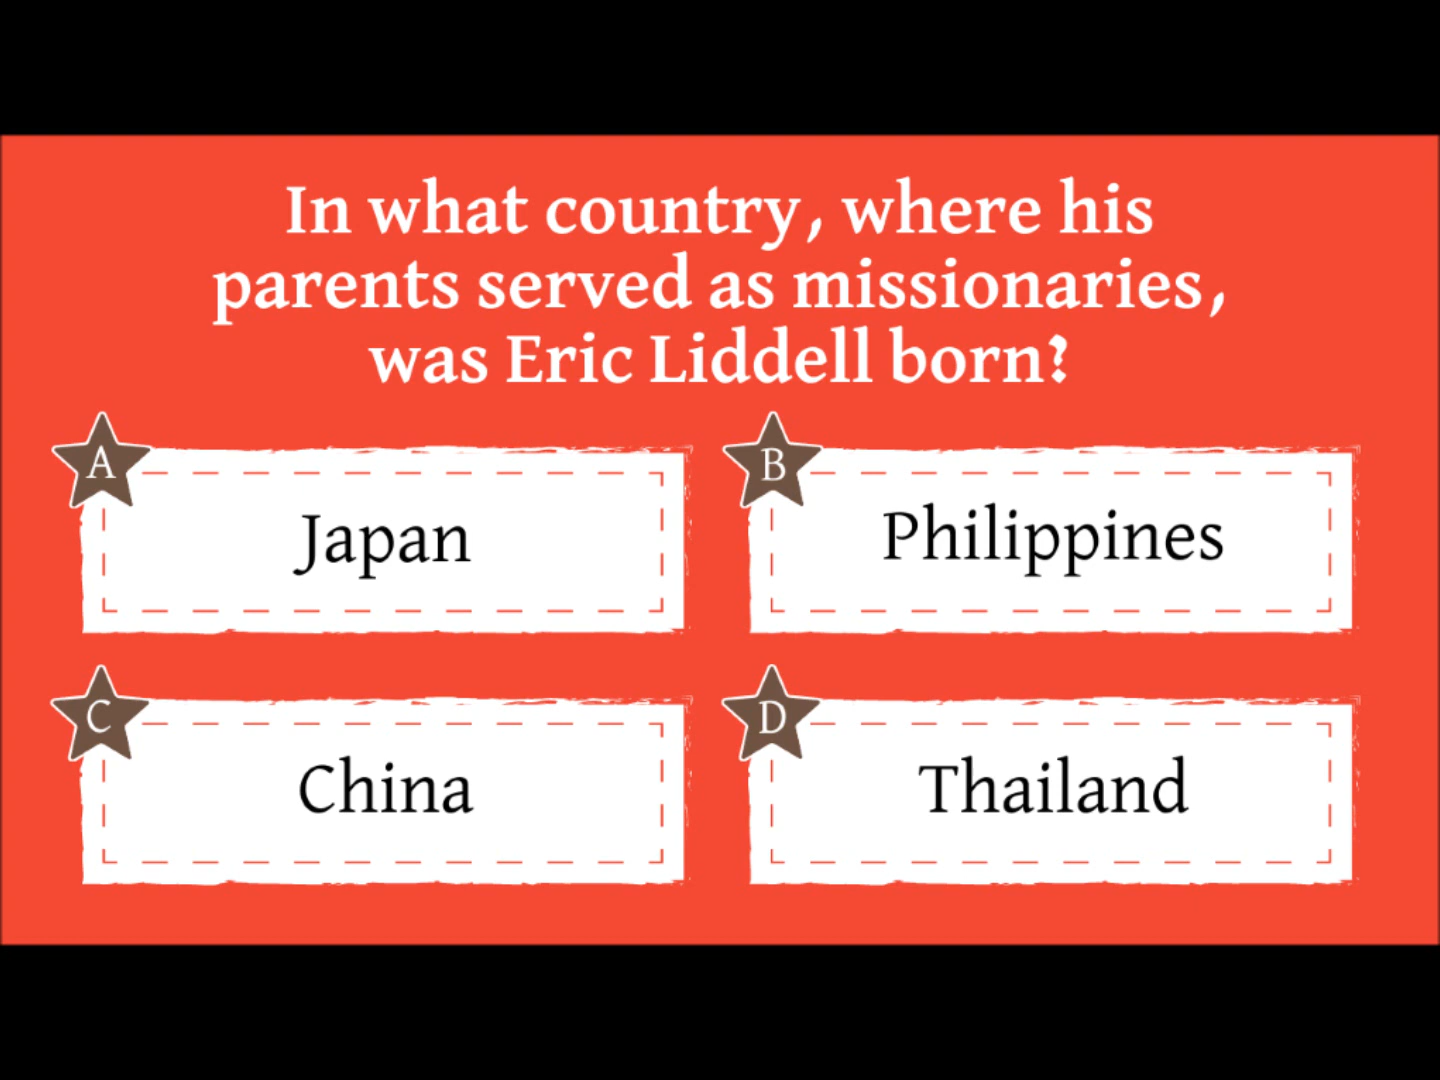 In what country, where his
parents served as missionaries,
was Eric Liddell born?
A
Japan
B
Philippines
C
China
D
Thailand